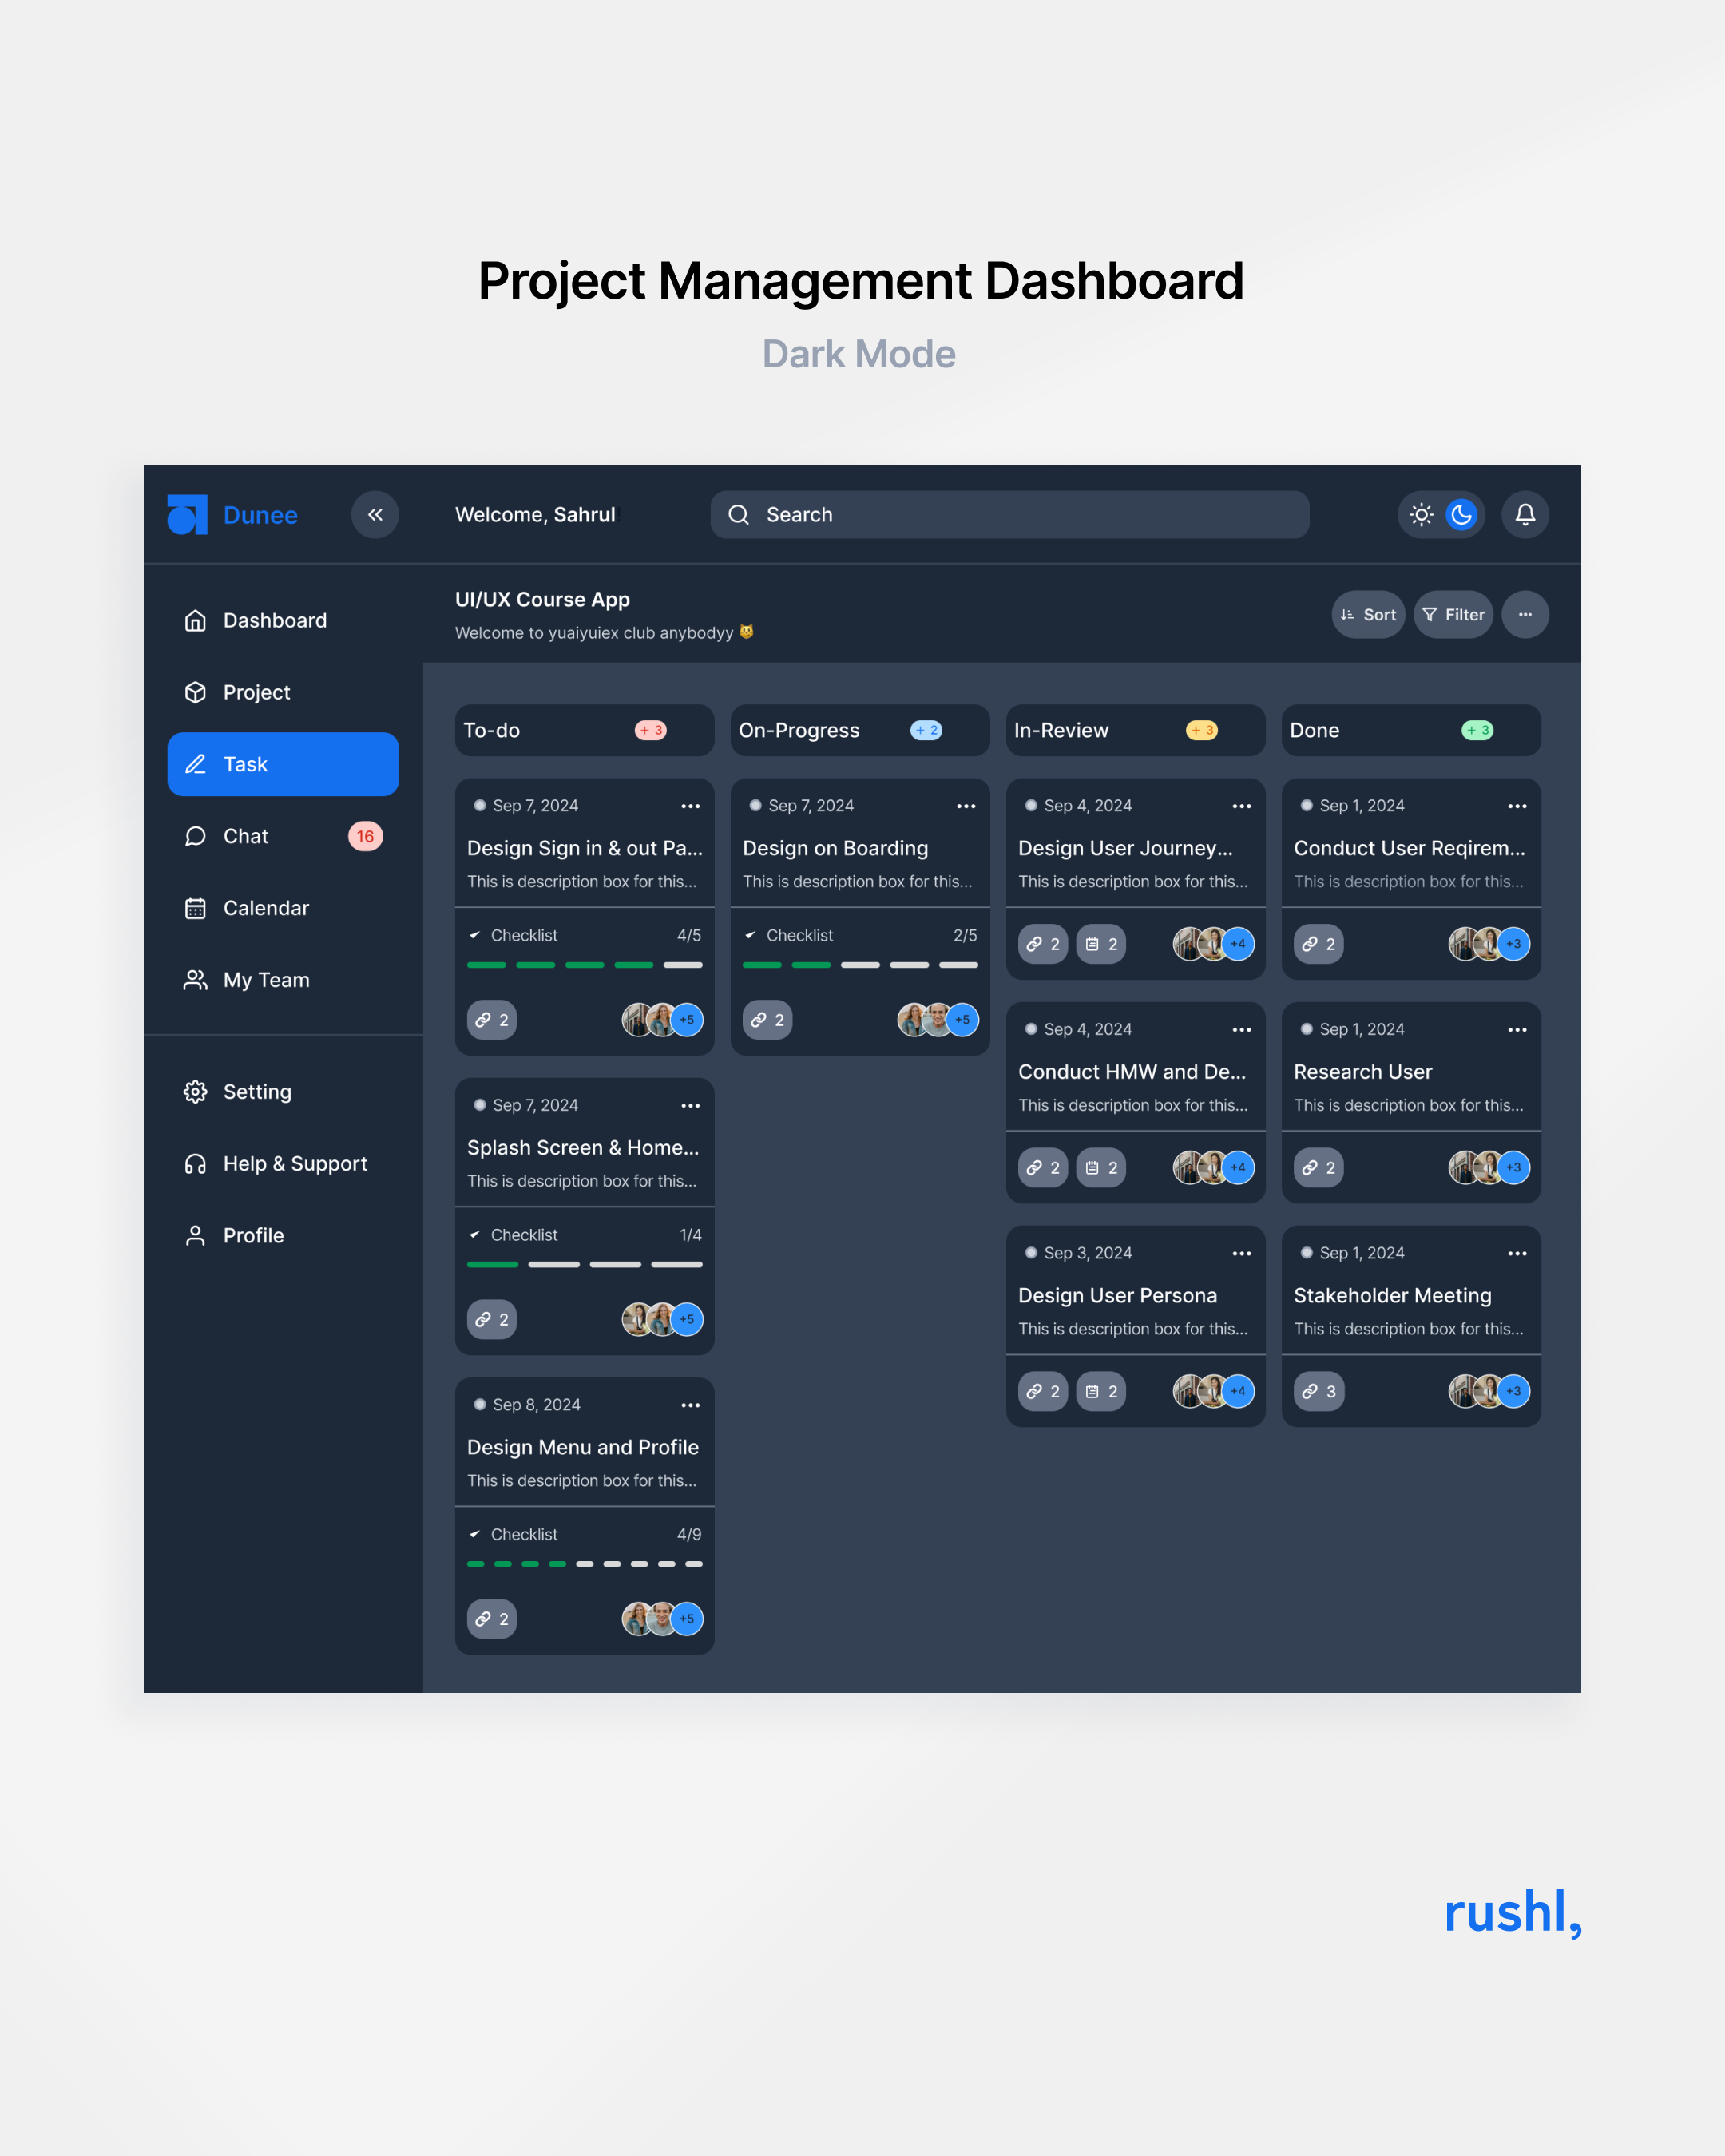 Project Management Dashboard
Dark Mode
Dunee
Welcome, Sahrul!
Search
Dashboard
Project
Task
Chat 16
Calendar
My Team
Setting
Help & Support
Profile
UI/UX Course App
Welcome to yuaiyuiex club anybodyy 😼
Sort
Filter
To-do + 3
Sep 7, 2024
Design Sign in & out Pa...
This is description box for this...
Checklist 4/5
2
+5
Sep 7, 2024
Splash Screen & Home...
This is description box for this...
Checklist 1/4
2
+5
Sep 8, 2024
Design Menu and Profile
This is description box for this...
Checklist 4/9
2
+5
On-Progress + 2
Sep 7, 2024
Design on Boarding
This is description box for this...
Checklist 2/5
2
+5
In-Review + 3
Sep 4, 2024
Design User Journey...
This is description box for this...
2 2 +4
Sep 4, 2024
Conduct HMW and De...
This is description box for this...
2 2 +4
Sep 3, 2024
Design User Persona
This is description box for this...
2 2 +4
Done + 3
Sep 1, 2024
Conduct User Reqirem...
This is description box for this...
2 +3
Sep 1, 2024
Research User
This is description box for this...
2 +3
Sep 1, 2024
Stakeholder Meeting
This is description box for this...
3 +3
rushl,